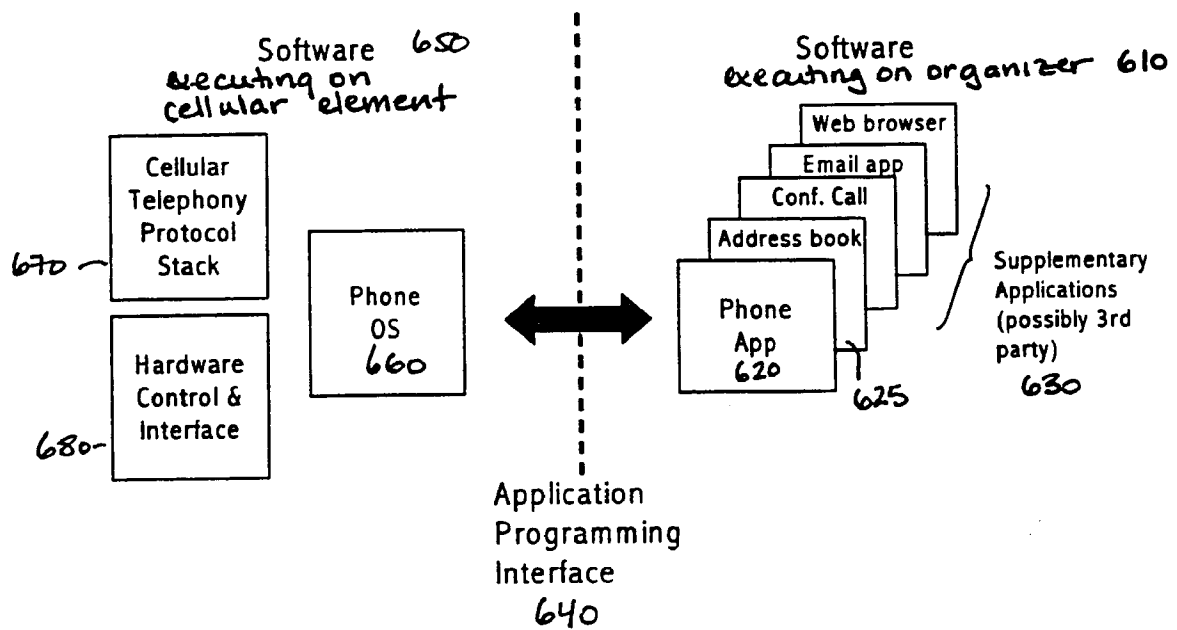 Software 650
executing on
cellular element
Cellular
Telephony
Protocol
Stack
670
Hardware
Control &
Interface
680
Phone
OS
660
Application
Programming
Interface
640
Software
executing on organizer 610
Web browser
Email app
Conf. Call
Address book
Phone
App
620
625
Supplementary
Applications
(possibly 3rd
party)
630